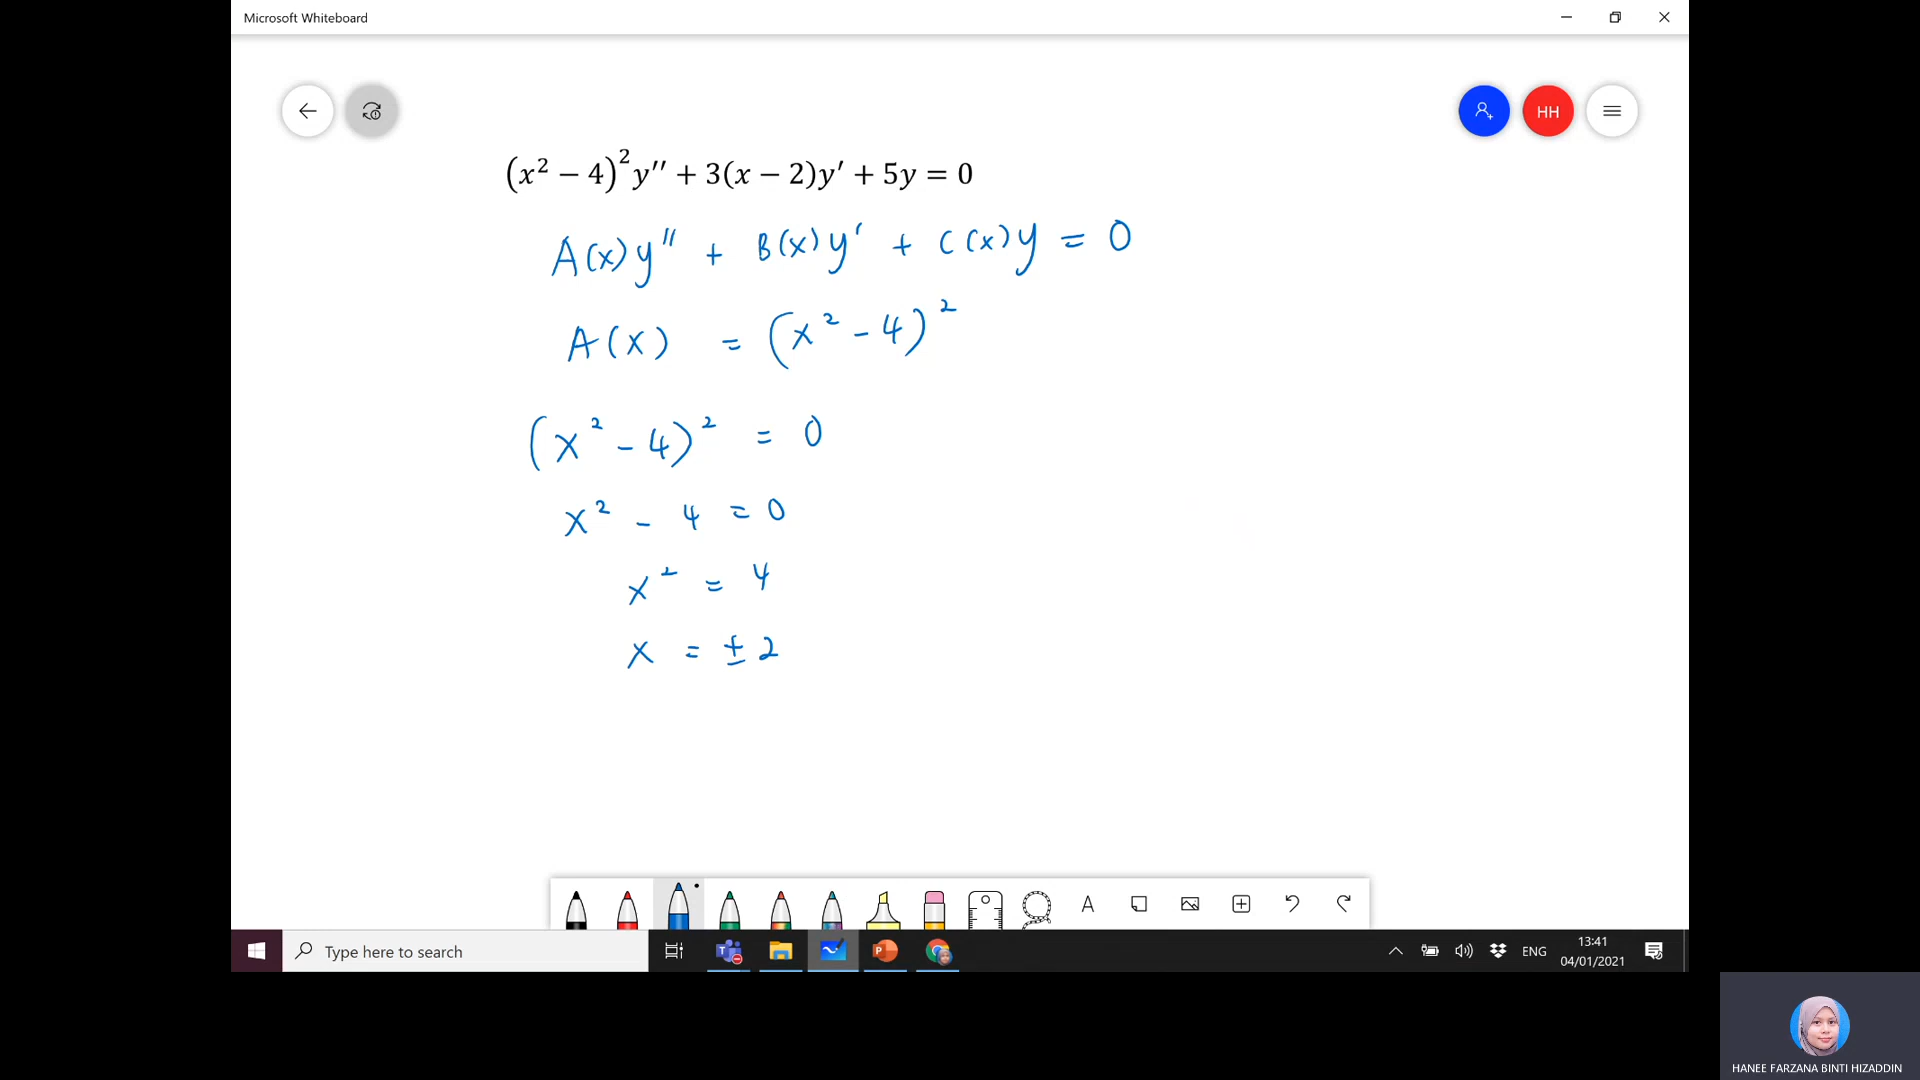 Microsoft Whiteboard
HH
(x² − 4)² y′′ + 3(x − 2)y′ + 5y = 0
A(x)y″ + B(x)y′ + C(x)y = 0
A(x) = (x² - 4)²
(x² - 4)² = 0
x² - 4 = 0
x² = 4
x = ± 2
A
Type here to search
ENG
13:41
04/01/2021
HANEE FARZANA BINTI HIZADDIN